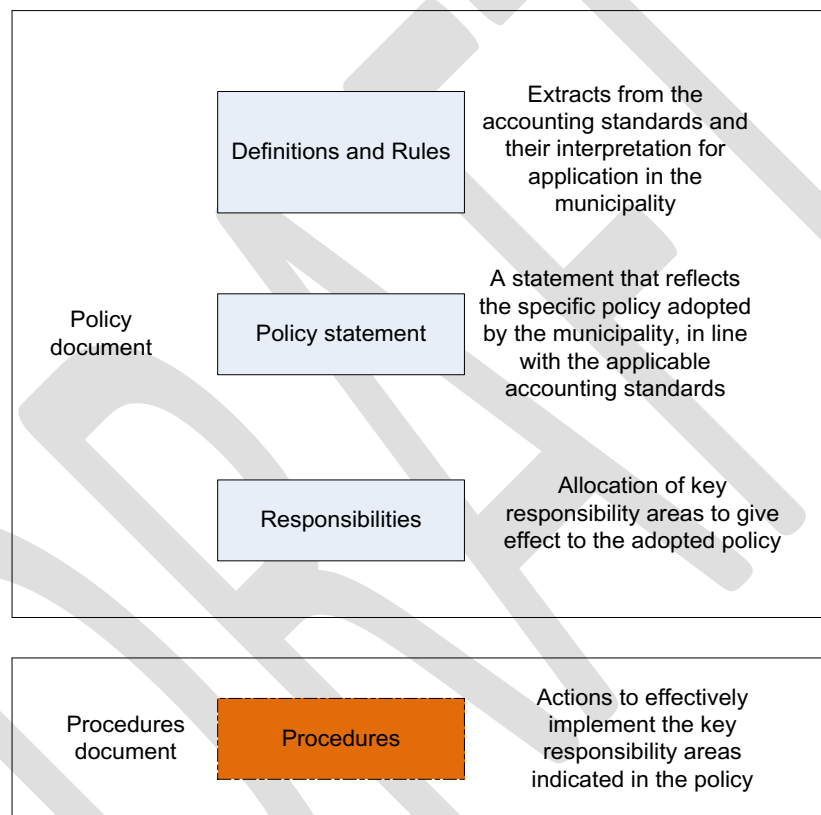 Definitions and Rules
Extracts from the
accounting standards and
their interpretation for
application in the
municipality
Policy
document
Policy statement
A statement that reflects
the specific policy adopted
by the municipality, in line
with the applicable
accounting standards
Responsibilities
Allocation of key
responsibility areas to give
effect to the adopted policy
Procedures
document
Procedures
Actions to effectively
implement the key
responsibility areas
indicated in the policy
DRAFT